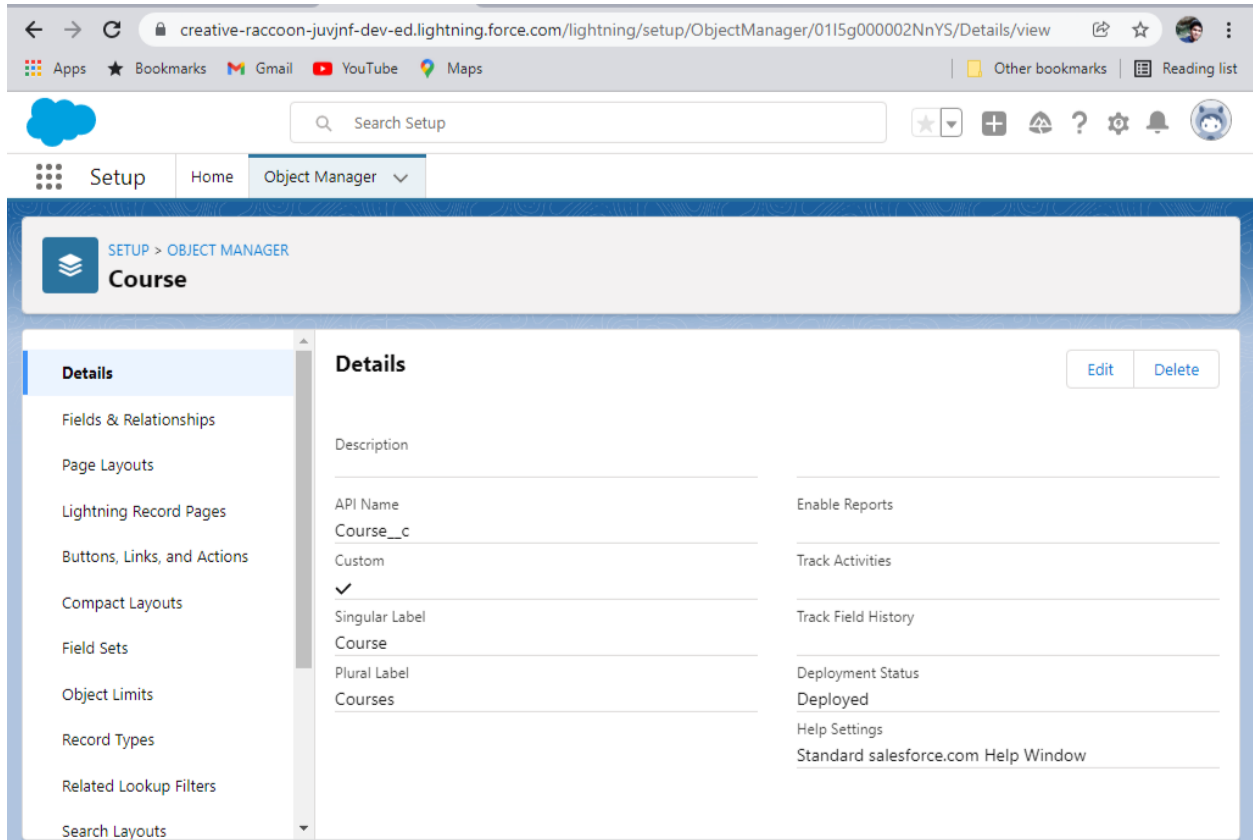 creative-raccoon-juvjnf-dev-ed.lightning.force.com/lightning/setup/ObjectManager/01I5g000002NnYS/Details/view
Apps Bookmarks Gmail YouTube Maps Other bookmarks Reading list
Search Setup
Setup Home Object Manager
SETUP > OBJECT MANAGER
Course
Details
Fields & Relationships
Page Layouts
Lightning Record Pages
Buttons, Links, and Actions
Compact Layouts
Field Sets
Object Limits
Record Types
Related Lookup Filters
Search Layouts
Details
Edit Delete
Description
API Name
Course__c
Custom
Singular Label
Course
Plural Label
Courses
Enable Reports
Track Activities
Track Field History
Deployment Status
Deployed
Help Settings
Standard salesforce.com Help Window